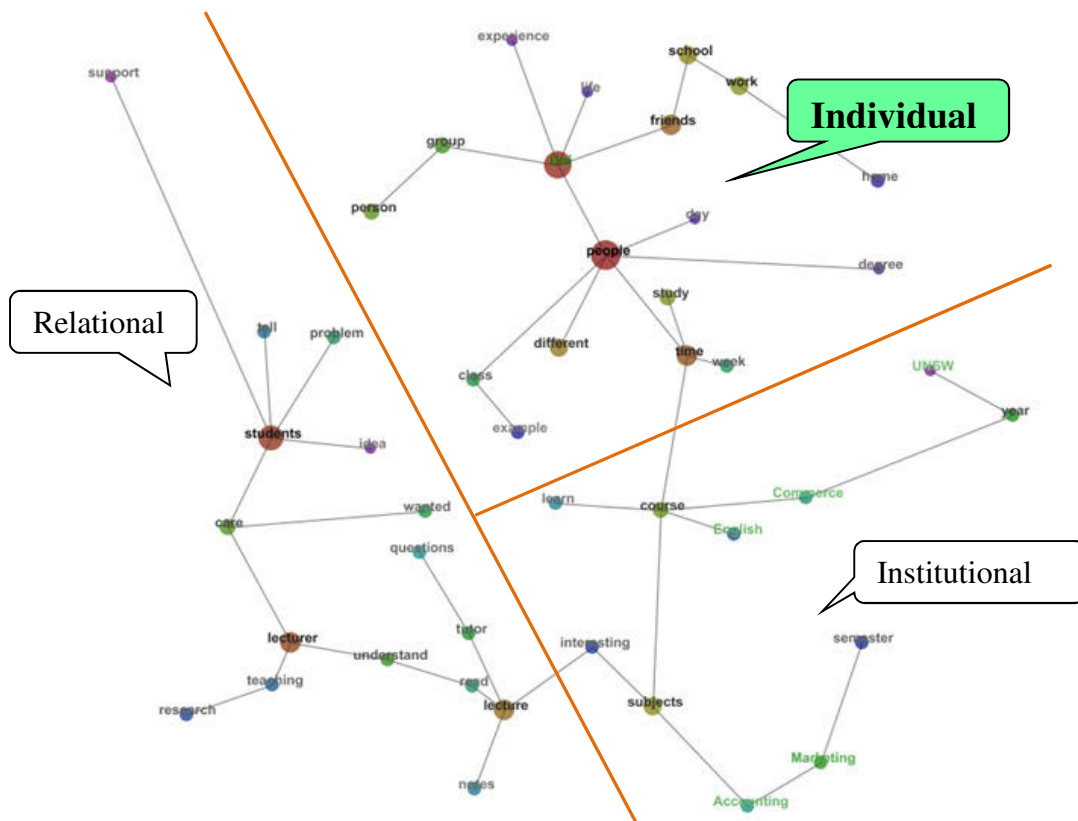 experience
school
support
work
life
friends
Individual
group
Uni
home
person
day
people
degree
study
Relational
tell
problem
different
time
week
class
UNSW
year
students
example
idea
Commerce
learn
course
wanted
care
English
questions
Institutional
tutor
semester
lecturer
interesting
understand
teaching
read
research
lecture
subjects
Marketing
notes
Accounting